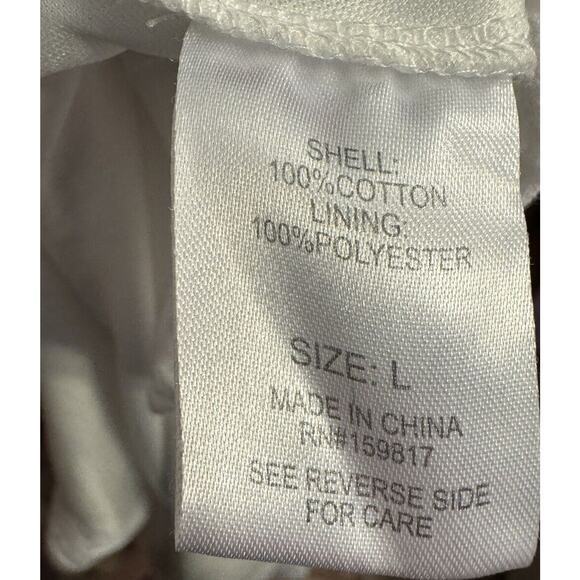 SHELL:
100%COTTON
LINING:
100%POLYESTER
SIZE: L
MADE IN CHINA
RN#159817
SEE REVERSE SIDE
FOR CARE